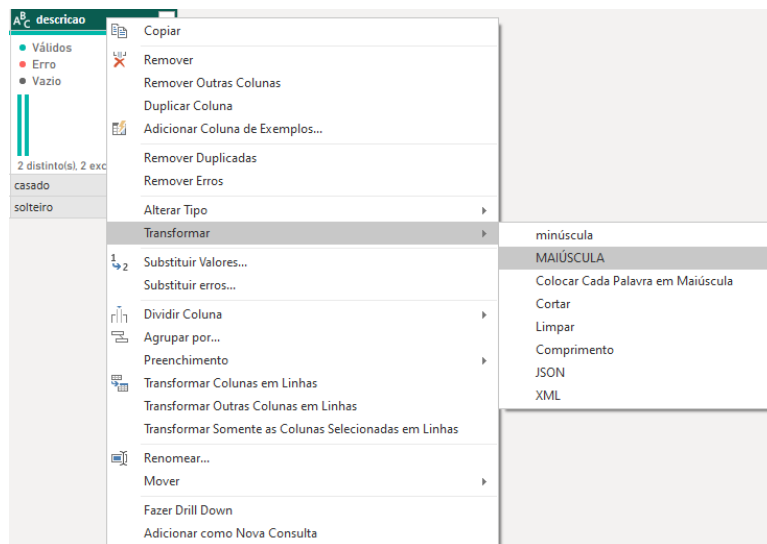 ABC descricao
Válidos
Erro
Vazio
2 distinto(s), 2 exc
casado
solteiro
Copiar
Remover
Remover Outras Colunas
Duplicar Coluna
Adicionar Coluna de Exemplos...
Remover Duplicadas
Remover Erros
Alterar Tipo
Transformar
1
2
Substituir Valores...
Substituir erros...
Dividir Coluna
Agrupar por...
Preenchimento
Transformar Colunas em Linhas
Transformar Outras Colunas em Linhas
Transformar Somente as Colunas Selecionadas em Linhas
Renomear...
Mover
Fazer Drill Down
Adicionar como Nova Consulta
minúscula
MAIÚSCULA
Colocar Cada Palavra em Maiúscula
Cortar
Limpar
Comprimento
JSON
XML